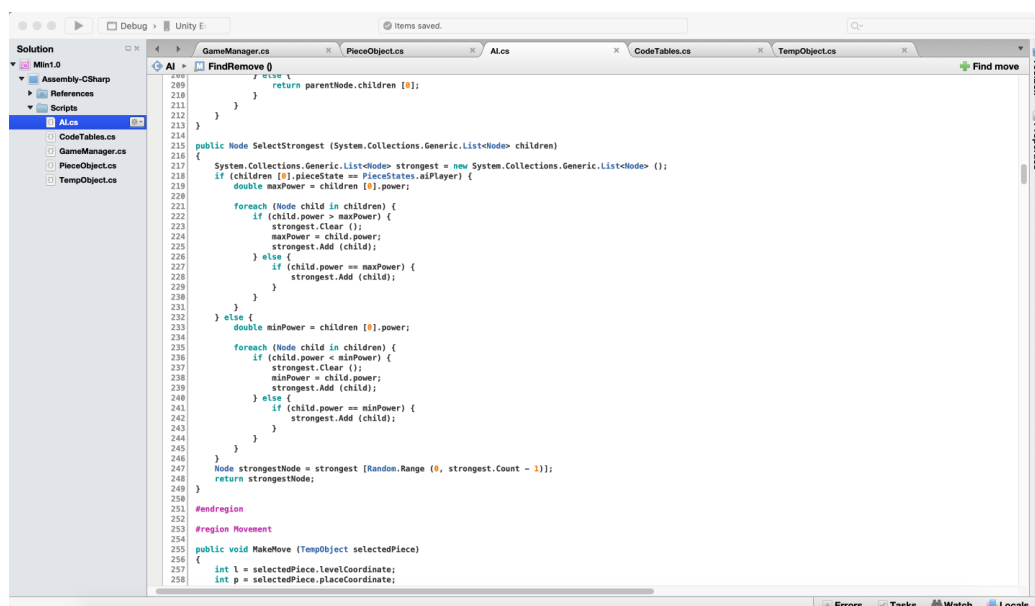 Debug › Unity E
Items saved.
Solution
GameManager.cs
PieceObject.cs
AI.cs
CodeTables.cs
TempObject.cs
Mlin1.0
AI ▸ FindRemove ()
Find move
Assembly-CSharp
References
Scripts
AI.cs
CodeTables.cs
GameManager.cs
PieceObject.cs
TempObject.cs
208 } else {
209 return parentNode.children [0];
210 }
211 }
212 }
213 }
214
215 public Node SelectStrongest (System.Collections.Generic.List<Node> children)
216 {
217 System.Collections.Generic.List<Node> strongest = new System.Collections.Generic.List<Node> ();
218 if (children [0].pieceState == PieceStates.aiPlayer) {
219 double maxPower = children [0].power;
220
221 foreach (Node child in children) {
222 if (child.power > maxPower) {
223 strongest.Clear ();
224 maxPower = child.power;
225 strongest.Add (child);
226 } else {
227 if (child.power == maxPower) {
228 strongest.Add (child);
229 }
230 }
231 }
232 } else {
233 double minPower = children [0].power;
234
235 foreach (Node child in children) {
236 if (child.power < minPower) {
237 strongest.Clear ();
238 minPower = child.power;
239 strongest.Add (child);
240 } else {
241 if (child.power == minPower) {
242 strongest.Add (child);
243 }
244 }
245 }
246 }
247 Node strongestNode = strongest [Random.Range (0, strongest.Count - 1)];
248 return strongestNode;
249 }
250
251 #endregion
252
253 #region Movement
254
255 public void MakeMove (TempObject selectedPiece)
256 {
257 int l = selectedPiece.levelCoordinate;
258 int p = selectedPiece.placeCoordinate;
Errors
Tasks
Watch
Locals